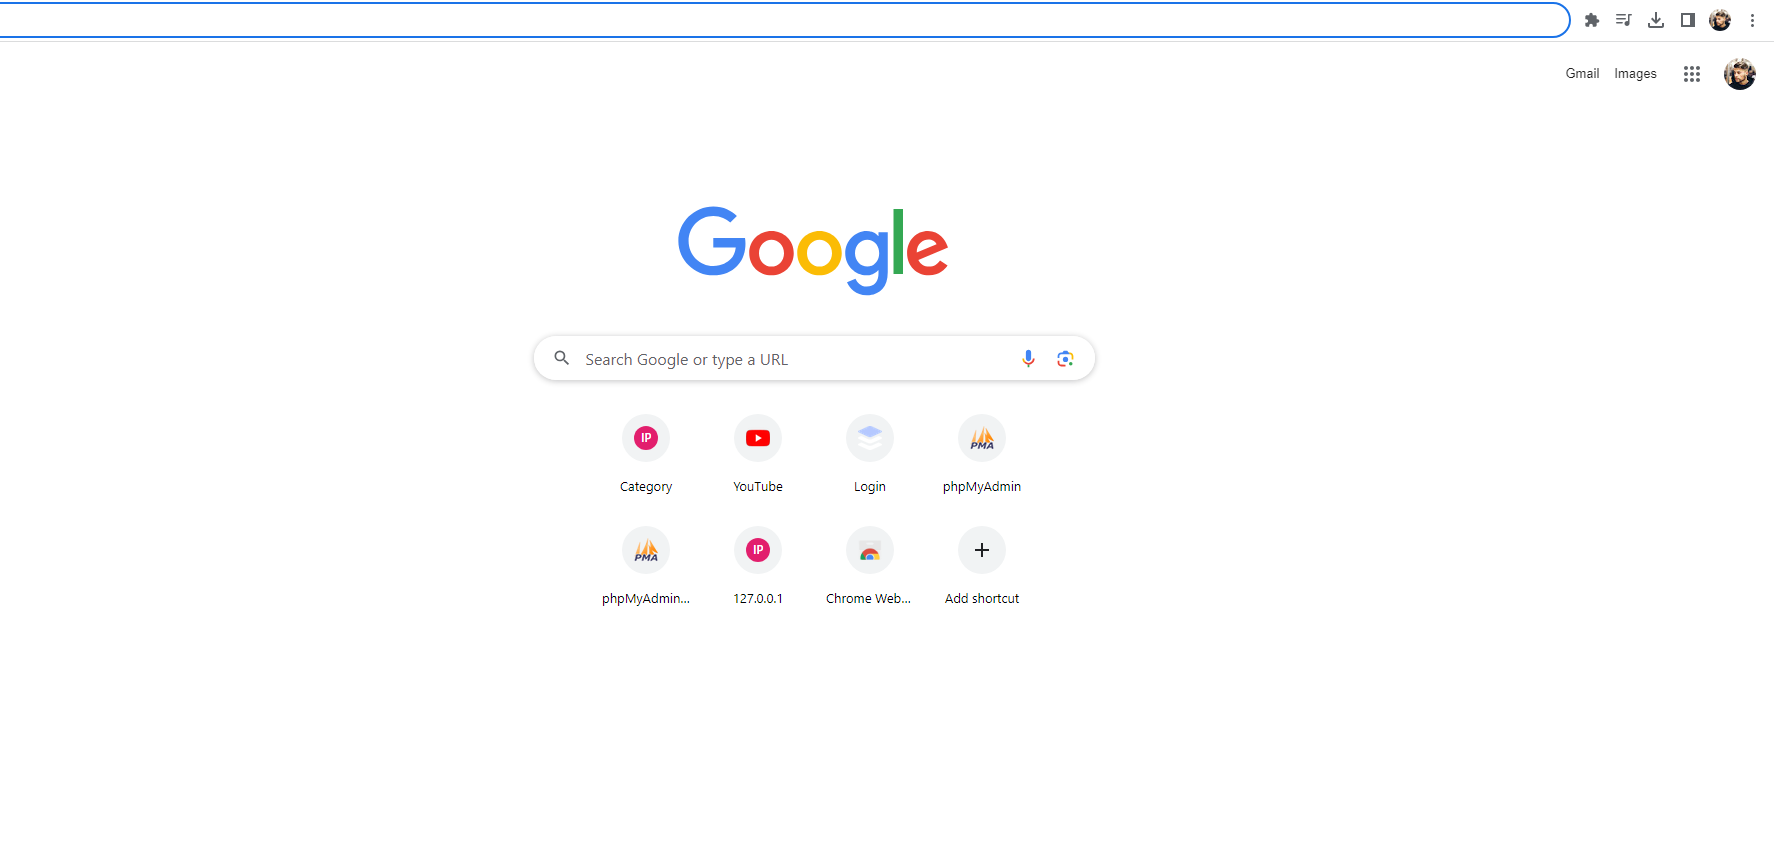 Gmail Images
Google
Search Google or type a URL
IP
PMA
Category YouTube Login phpMyAdmin
PMA
IP
phpMyAdmin... 127.0.0.1 Chrome Web... Add shortcut